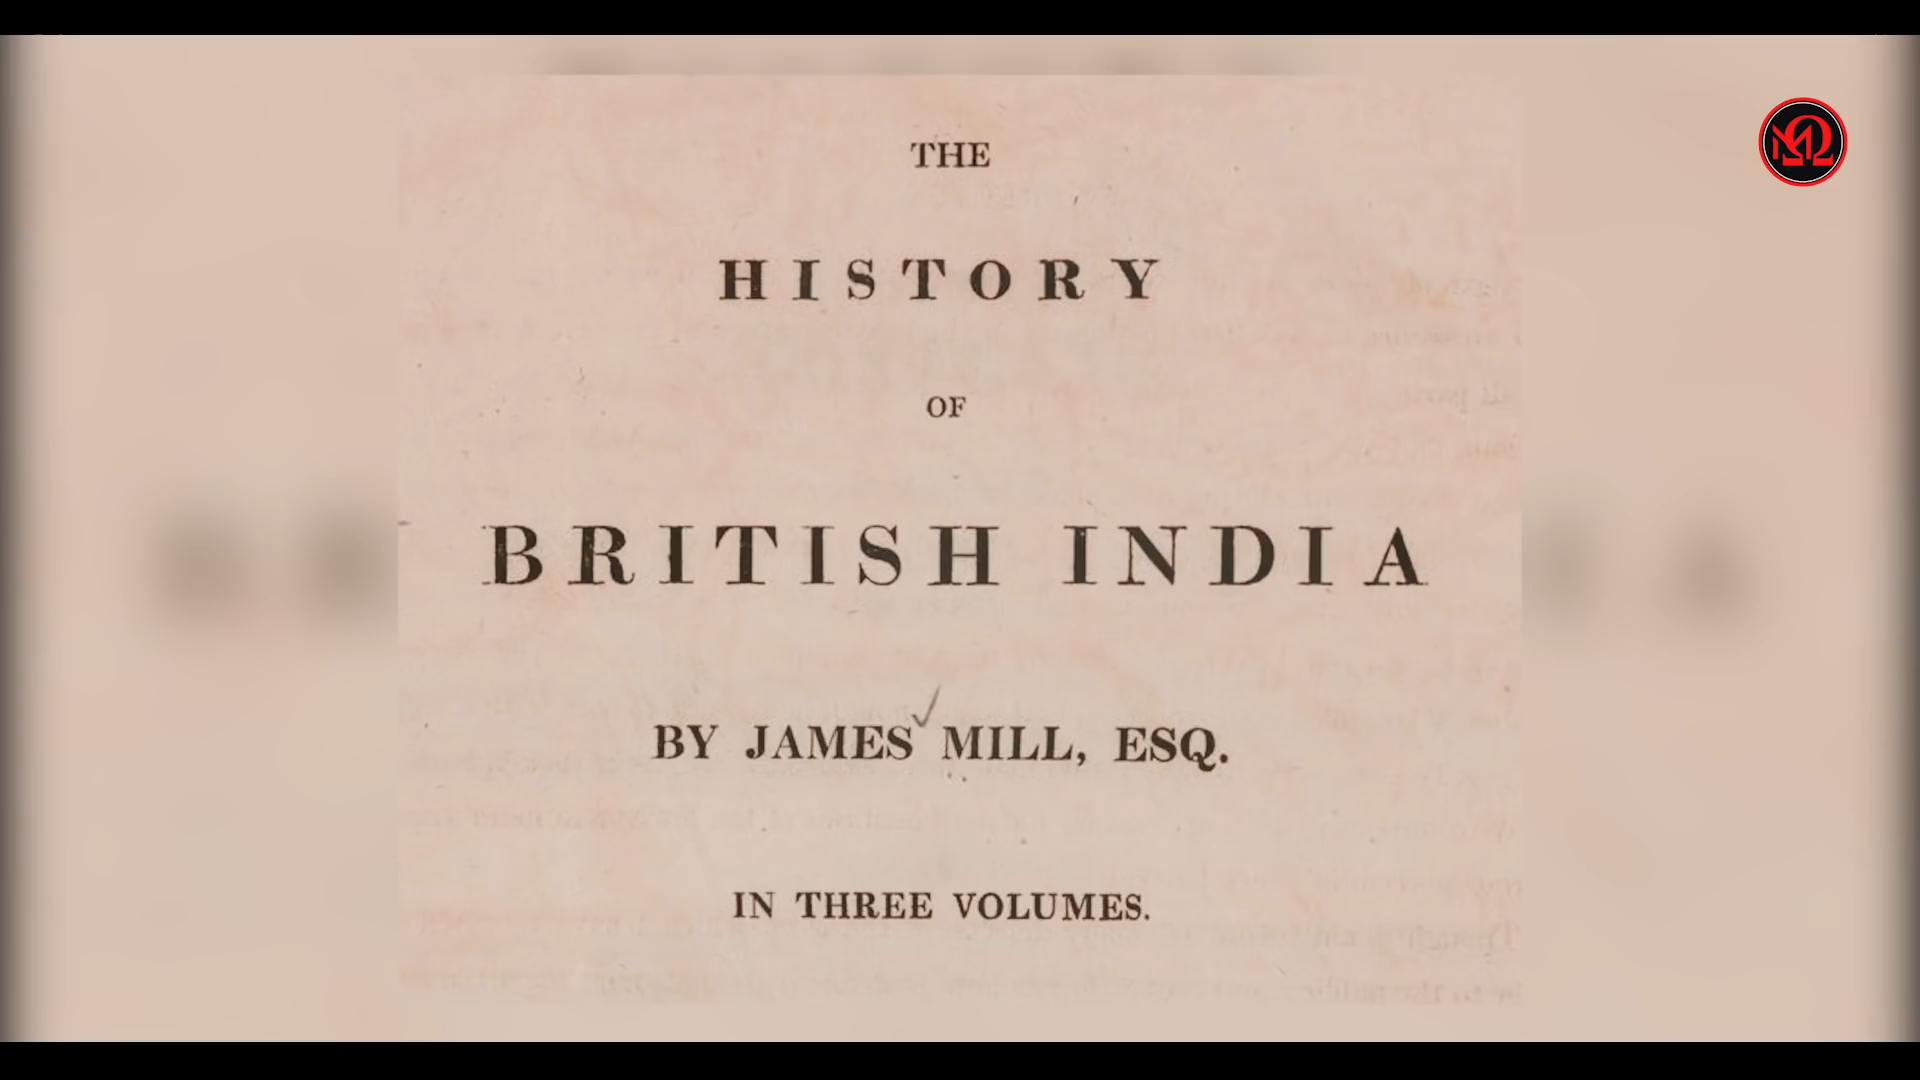 THE
HISTORY
OF
BRITISH INDIA
BY JAMES MILL, ESQ.
IN THREE VOLUMES.